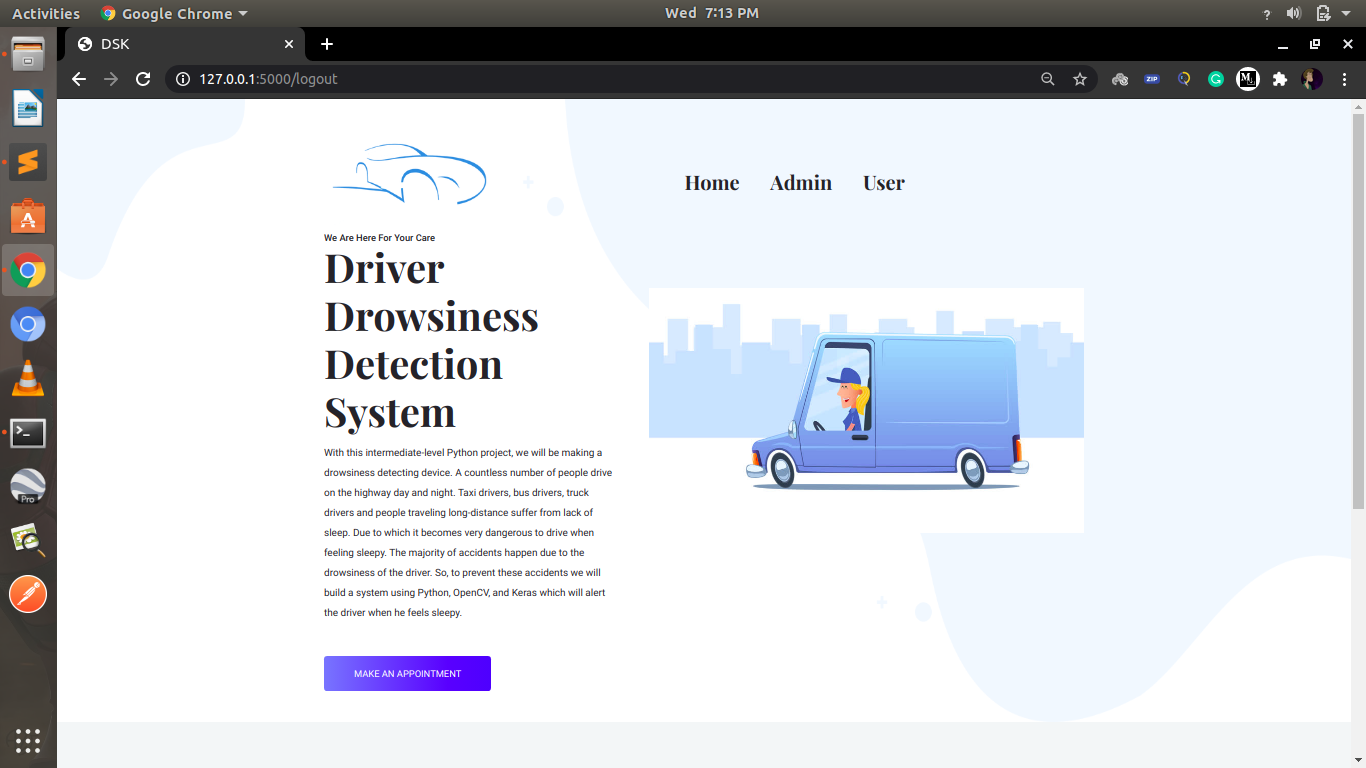 Activities
Google Chrome
Wed 7:13 PM
?
DSK
127.0.0.1:5000/logout
ZIP
M
Home
Admin
User
We Are Here For Your Care
Driver
Drowsiness
Detection
System
With this intermediate-level Python project, we will be making a
drowsiness detecting device. A countless number of people drive
on the highway day and night. Taxi drivers, bus drivers, truck
drivers and people traveling long-distance suffer from lack of
sleep. Due to which it becomes very dangerous to drive when
feeling sleepy. The majority of accidents happen due to the
drowsiness of the driver. So, to prevent these accidents we will
build a system using Python, OpenCV, and Keras which will alert
the driver when he feels sleepy.
MAKE AN APPOINTMENT
Pro